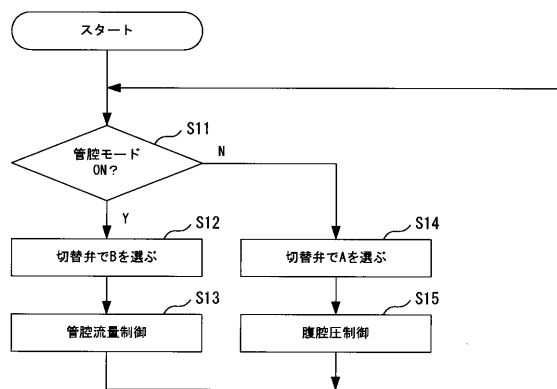 スタート
S11
管腔モード
ON?
N
Y
S12
切替弁でBを選ぶ
S14
切替弁でAを選ぶ
S13
管腔流量制御
S15
腹腔圧制御